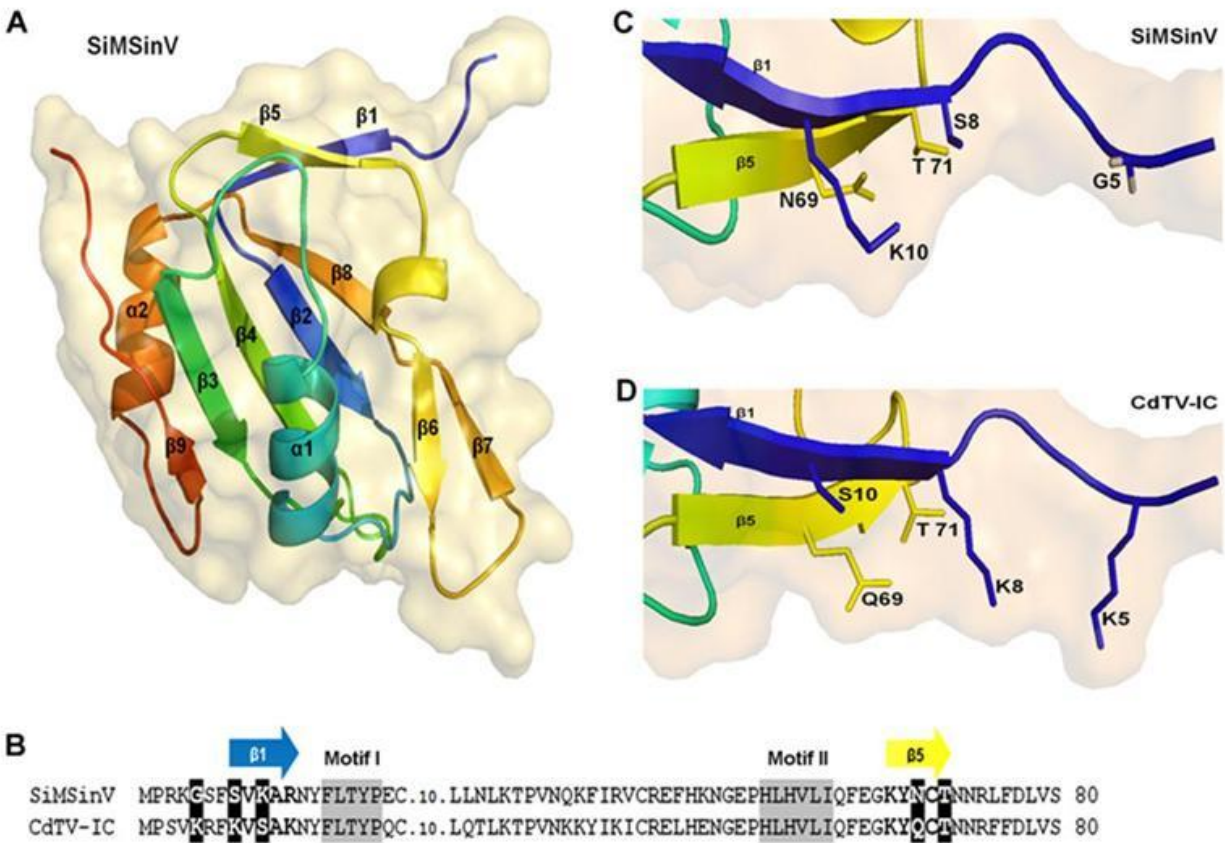 A
SiMSinV
β5
β1
β8
α2
β2
β4
β3
α1
β6
β7
β9
C
SiMSinV
β1
S8
β5
T 71
G5
N69
K10
D
CdTV-IC
β1
S10
β5
T 71
K8
Q69
K5
B
β1
Motif I
Motif II
β5
SiMSinV MPRKGSFSVKARNYFLTYPEC.10.LLNLKTPVNQKFIRVCREFHKNGEPHLHVLIQFEGKYNCTNNRLFDLVS 80
CdTV-IC MPSVKRFKVSAKNYFLTYPQC.10.LQTLKTPVNKKYIKICRELHENGEPHLHVLIQFEGKYQCTNNRFFDLVS 80